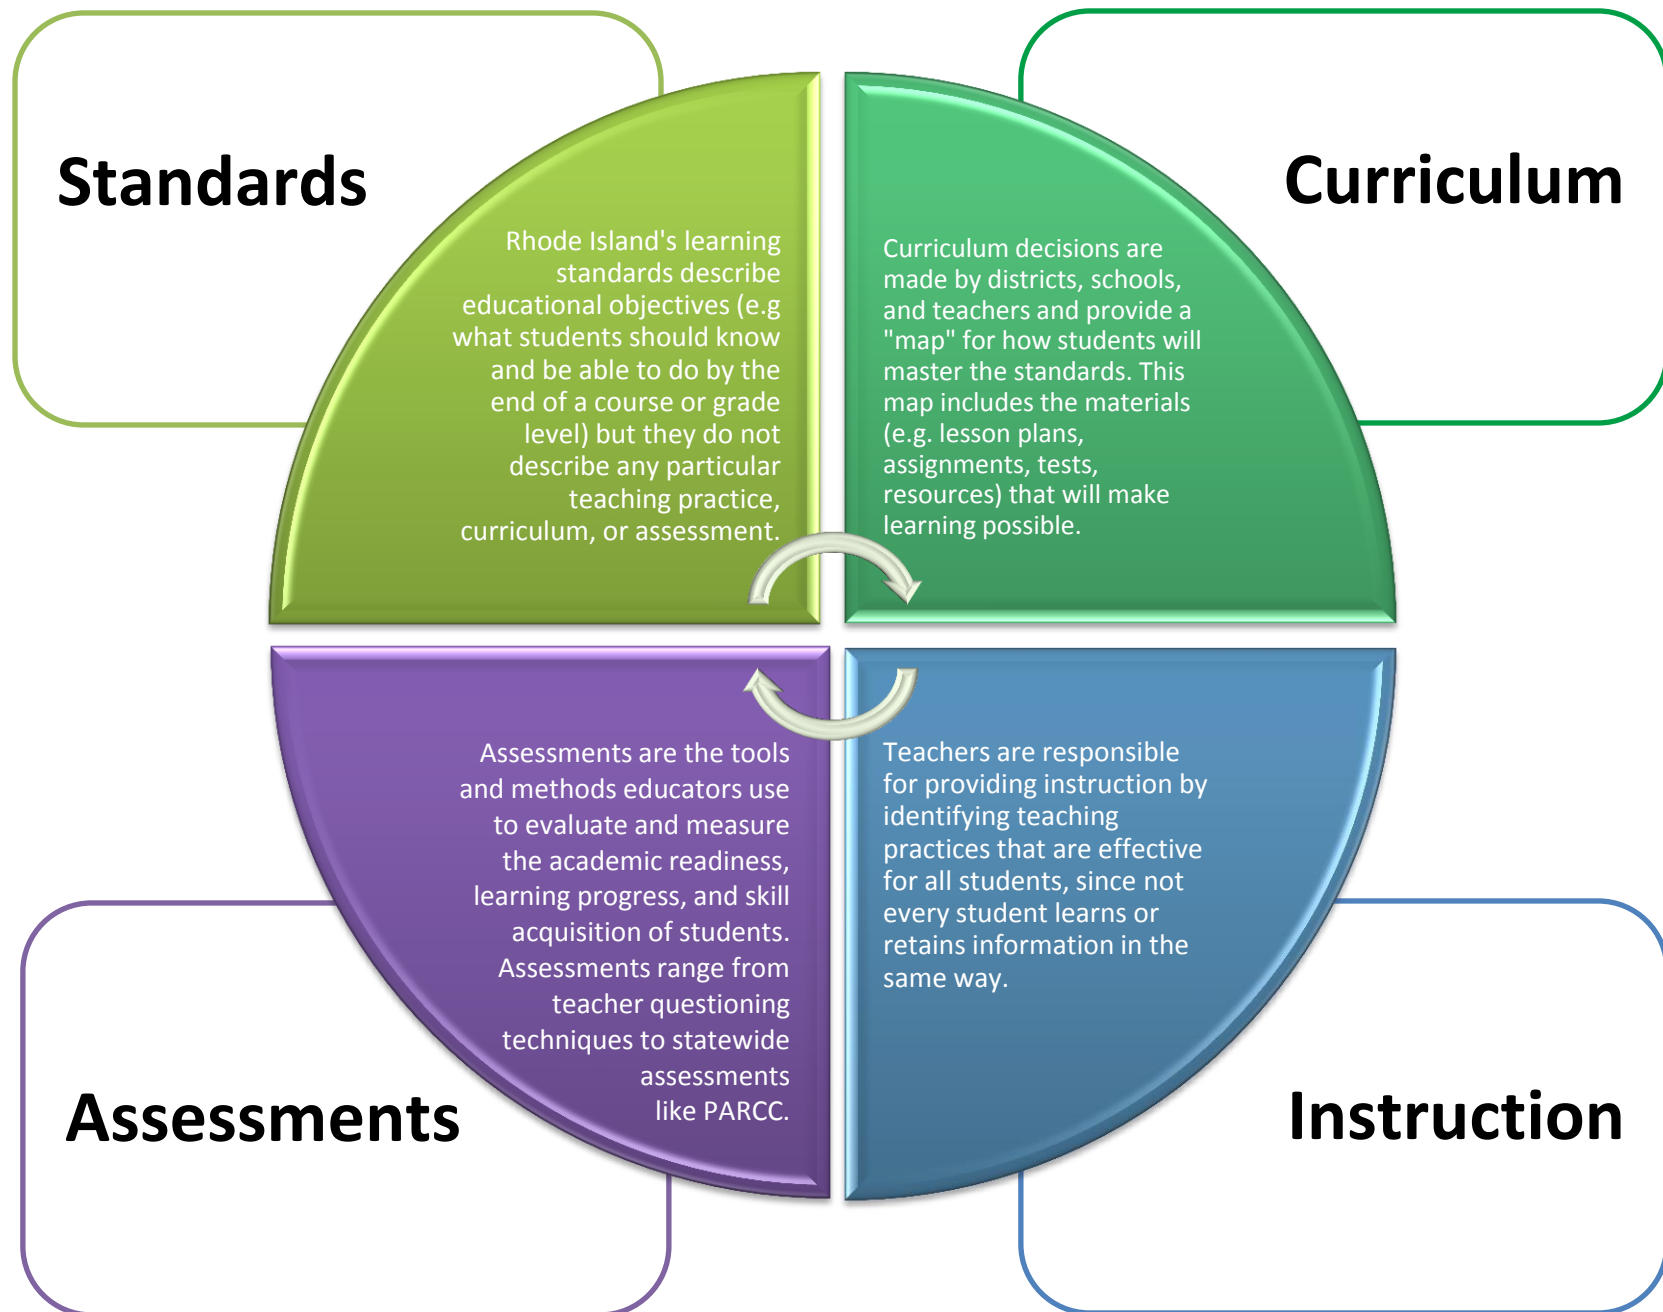 Standards
Rhode Island's learning
standards describe
educational objectives (e.g
what students should know
and be able to do by the
end of a course or grade
level) but they do not
describe any particular
teaching practice,
curriculum, or assessment.
Curriculum
Curriculum decisions are
made by districts, schools,
and teachers and provide a
"map" for how students will
master the standards. This
map includes the materials
(e.g. lesson plans,
assignments, tests,
resources) that will make
learning possible.
Assessments are the tools
and methods educators use
to evaluate and measure
the academic readiness,
learning progress, and skill
acquisition of students.
Assessments range from
teacher questioning
techniques to statewide
assessments
like PARCC.
Assessments
Teachers are responsible
for providing instruction by
identifying teaching
practices that are effective
for all students, since not
every student learns or
retains information in the
same way.
Instruction